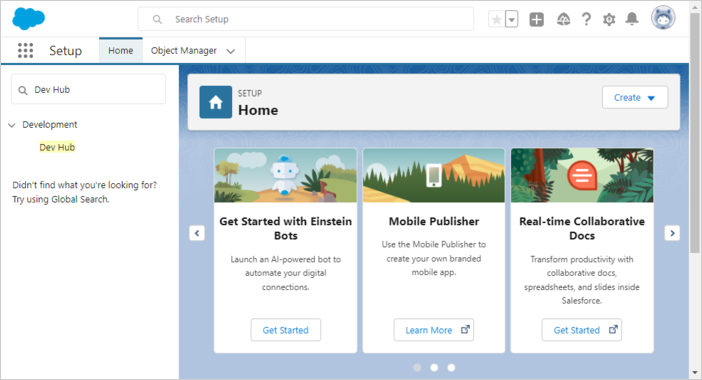 Search Setup
Setup
Home
Object Manager
Dev Hub
Development
Dev Hub
Didn't find what you're looking for?
Try using Global Search.
SETUP
Home
Create
Get Started with Einstein
Bots
Launch an AI-powered bot to
automate your digital
connections.
Get Started
Mobile Publisher
Use the Mobile Publisher to
create your own branded
mobile app.
Learn More
Real-time Collaborative
Docs
Transform productivity with
collaborative docs,
spreadsheets, and slides inside
Salesforce.
Get Started